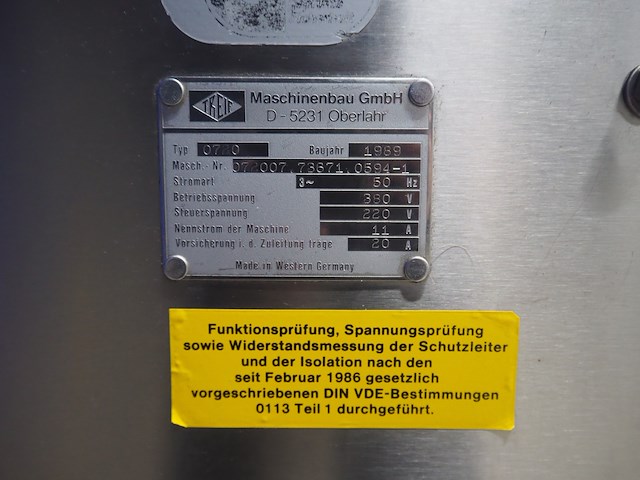 TREIF Maschinenbau GmbH
D - 5231 Oberlahr
Typ Baujahr 1989
Masch.- Nr.
Stromart 3~ 50 Hz
Betriebsspannung 380 V
Steuerspannung 220 V
Nennstrom der Maschine 11 A
Vorsicherung i. d. Zuleitung träge 20 A
Made in Western Germany
Funktionsprüfung, Spannungsprüfung
sowie Widerstandsmessung der Schutzleiter
und der Isolation nach den
seit Februar 1986 gesetzlich
vorgeschriebenen DIN VDE-Bestimmungen
0113 Teil 1 durchgeführt.